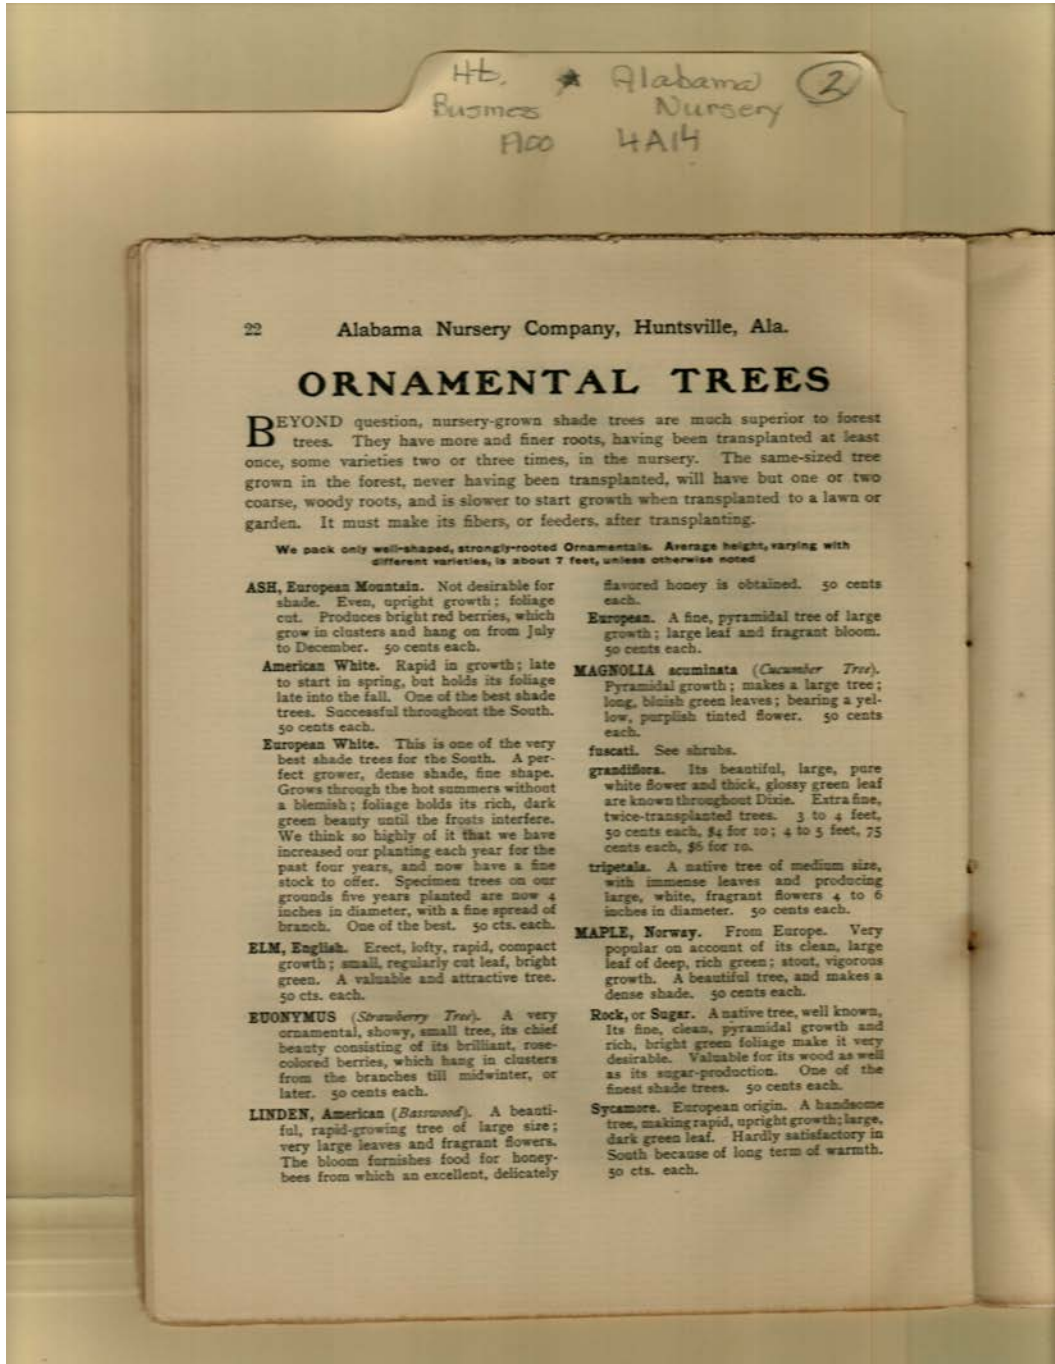 Hb. ★ Alabama ②
Business Nursery
A00 4A14
22 Alabama Nursery Company, Huntsville, Ala.
ORNAMENTAL TREES
BEYOND question, nursery-grown shade trees are much superior to forest
trees. They have more and finer roots, having been transplanted at least
once, some varieties two or three times, in the nursery. The same-sized tree
grown in the forest, never having been transplanted, will have but one or two
coarse, woody roots, and is slower to start growth when transplanted to a lawn or
garden. It must make its fibers, or feeders, after transplanting.
We pack only well-shaped, strongly-rooted Ornamentals. Average height, varying with
different varieties, is about 7 feet, unless otherwise noted
ASH, European Mountain. Not desirable for
shade. Even, upright growth; foliage
cut. Produces bright red berries, which
grow in clusters and hang on from July
to December. 50 cents each.
American White. Rapid in growth; late
to start in spring, but holds its foliage
late into the fall. One of the best shade
trees. Successful throughout the South.
50 cents each.
European White. This is one of the very
best shade trees for the South. A per-
fect grower, dense shade, fine shape.
Grows through the hot summers without
a blemish; foliage holds its rich, dark
green beauty until the frosts interfere.
We think so highly of it that we have
increased our planting each year for the
past four years, and now have a fine
stock to offer. Specimen trees on our
grounds five years planted are now 4
inches in diameter, with a fine spread of
branch. One of the best. 50 cts. each.
ELM, English. Erect, lofty, rapid, compact
growth; small, regularly cut leaf, bright
green. A valuable and attractive tree.
50 cts. each.
EUONYMUS (Strawberry Tree). A very
ornamental, showy, small tree, its chief
beauty consisting of its brilliant, rose-
colored berries, which hang in clusters
from the branches till midwinter, or
later. 50 cents each.
LINDEN, American (Basswood). A beauti-
ful, rapid-growing tree of large size;
very large leaves and fragrant flowers.
The bloom furnishes food for honey-
bees from which an excellent, delicately
flavored honey is obtained. 50 cents
each.
European. A fine, pyramidal tree of large
growth; large leaf and fragrant bloom.
50 cents each.
MAGNOLIA acuminata (Cucumber Tree).
Pyramidal growth; makes a large tree;
long, bluish green leaves; bearing a yel-
low, purplish tinted flower. 50 cents
each.
fuscati. See shrubs.
grandiflora. Its beautiful, large, pure
white flower and thick, glossy green leaf
are known throughout Dixie. Extra fine,
twice-transplanted trees. 3 to 4 feet,
50 cents each, $4 for 10; 4 to 5 feet, 75
cents each, $6 for 10.
tripetala. A native tree of medium size,
with immense leaves and producing
large, white, fragrant flowers 4 to 6
inches in diameter. 50 cents each.
MAPLE, Norway. From Europe. Very
popular on account of its clean, large
leaf of deep, rich green; stout, vigorous
growth. A beautiful tree, and makes a
dense shade. 50 cents each.
Rock, or Sugar. A native tree, well known,
Its fine, clean, pyramidal growth and
rich, bright green foliage make it very
desirable. Valuable for its wood as well
as its sugar-production. One of the
finest shade trees. 50 cents each.
Sycamore. European origin. A handsome
tree, making rapid, upright growth; large,
dark green leaf. Hardly satisfactory in
South because of long term of warmth.
50 cts. each.